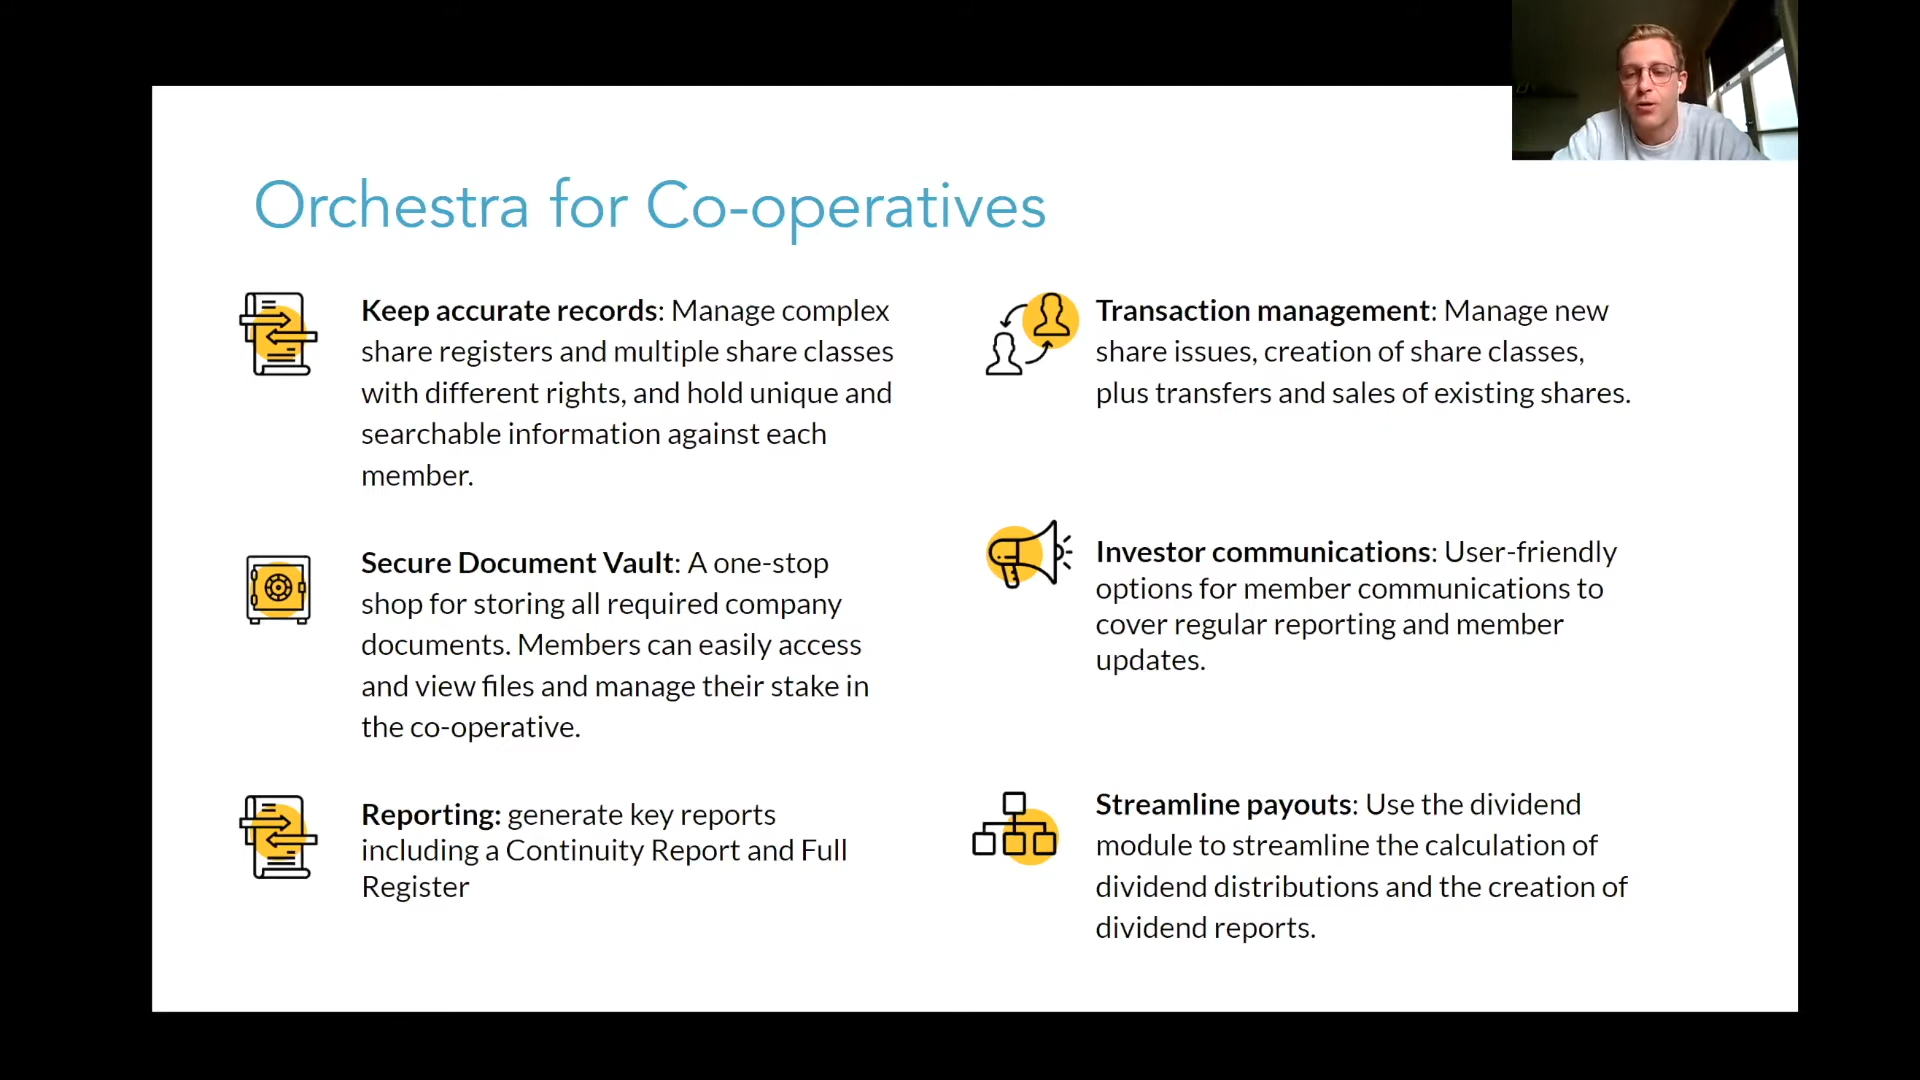 Orchestra for Co-operatives
Keep accurate records: Manage complex
share registers and multiple share classes
with different rights, and hold unique and
searchable information against each
member.
Secure Document Vault: A one-stop
shop for storing all required company
documents. Members can easily access
and view files and manage their stake in
the co-operative.
Reporting: generate key reports
including a Continuity Report and Full
Register
Transaction management: Manage new
share issues, creation of share classes,
plus transfers and sales of existing shares.
Investor communications: User-friendly
options for member communications to
cover regular reporting and member
updates.
Streamline payouts: Use the dividend
module to streamline the calculation of
dividend distributions and the creation of
dividend reports.